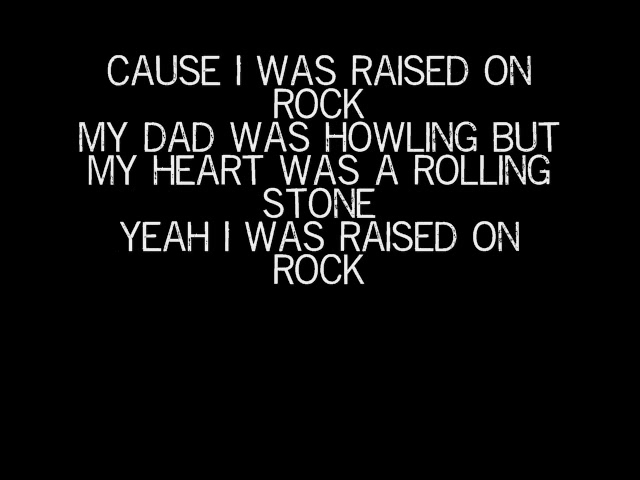 CAUSE I WAS RAISED ON
ROCK
MY DAD WAS HOWLING BUT
MY HEART WAS A ROLLING
STONE
YEAH I WAS RAISED ON
ROCK